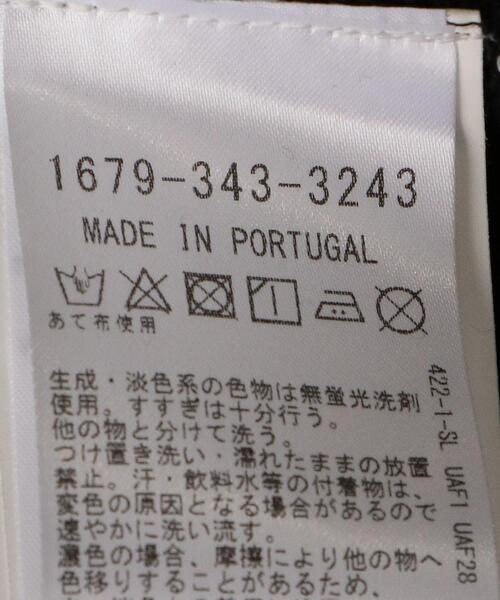 1679-343-3243
MADE IN PORTUGAL
あて布使用
生成・淡色系の色物は無蛍光洗剤
使用。すすぎは十分行う。
他の物と分けて洗う。
つけ置き洗い・濡れたままの放置
禁止。汗・飲料水等の付着物は、
変色の原因となる場合があるので
速やかに洗い流す。
濃色の場合、摩擦により他の物へ
色移りすることがあるため、
422-1-SL UAF1 UAF28